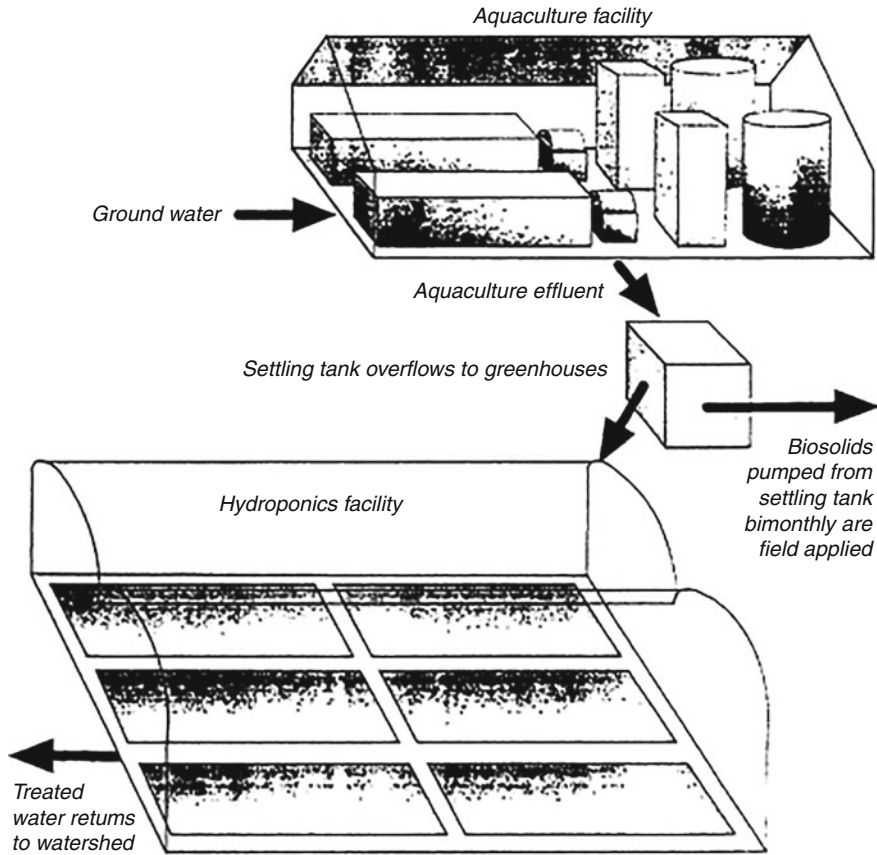 Aquaculture facility
Ground water
Aquaculture effluent
Settling tank overflows to greenhouses
Biosolids
pumped from
settling tank
bimonthly are
field applied
Hydroponics facility
Treated
water retums
to watershed